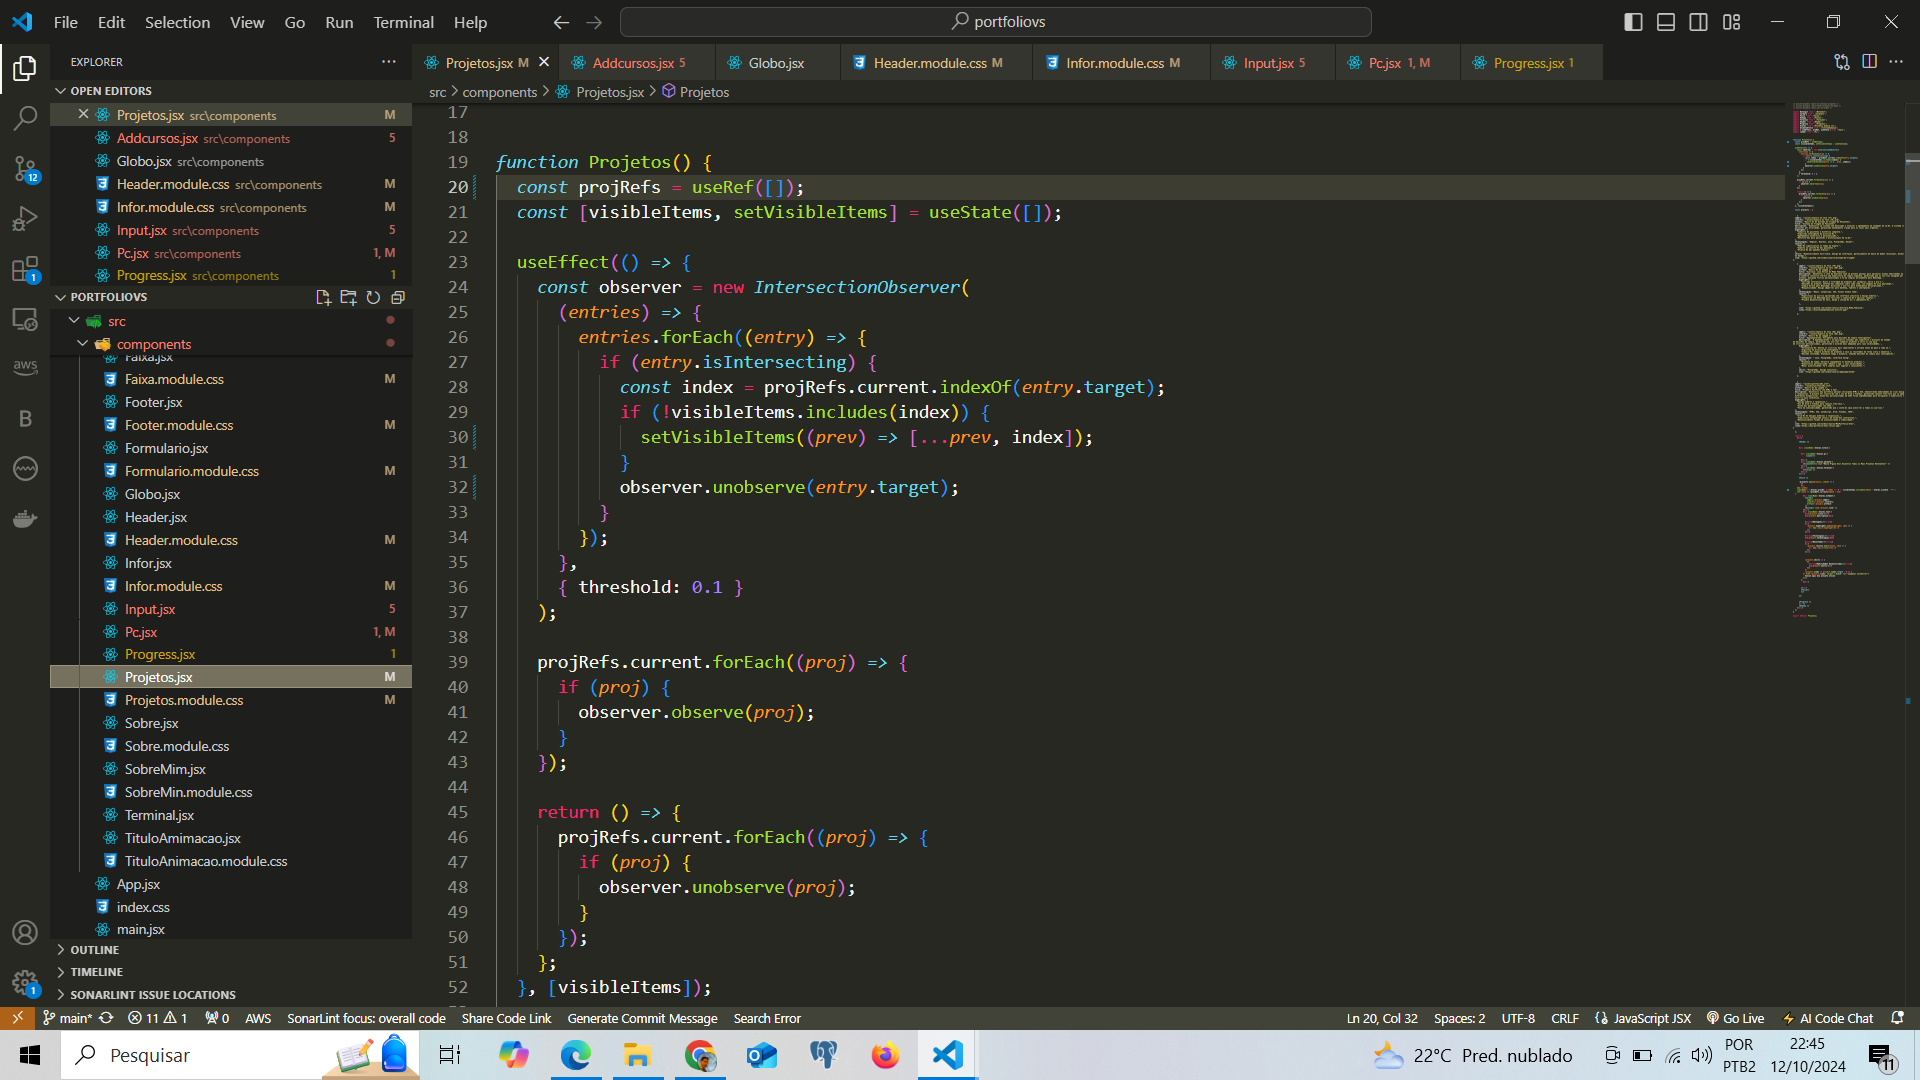 File Edit Selection View Go Run Terminal Help
portfoliovs
EXPLORER
OPEN EDITORS
Projetos.jsx src\components M
Addcursos.jsx src\components 5
Globo.jsx src\components
Header.module.css src\components M
Infor.module.css src\components M
Input.jsx src\components 5
Pc.jsx src\components 1, M
Progress.jsx src\components 1
PORTFOLIOVS
src
components
Faixa.jsx
Faixa.module.css M
Footer.jsx
Footer.module.css M
Formulario.jsx
Formulario.module.css M
Globo.jsx
Header.jsx
Header.module.css M
Infor.jsx
Infor.module.css M
Input.jsx 5
Pc.jsx 1, M
Progress.jsx 1
Projetos.jsx M
Projetos.module.css M
Sobre.jsx
Sobre.module.css
SobreMim.jsx
SobreMin.module.css
Terminal.jsx
TituloAmimacao.jsx
TituloAnimacao.module.css
App.jsx
index.css
main.jsx
OUTLINE
TIMELINE
SONARLINT ISSUE LOCATIONS
12
1
aws
B
1
Projetos.jsx M Addcursos.jsx 5 Globo.jsx Header.module.css M Infor.module.css M Input.jsx 5 Pc.jsx 1, M Progress.jsx 1
src > components > Projetos.jsx > Projetos
17
18
19 function Projetos() {
20 const projRefs = useRef([]);
21 const [visibleItems, setVisibleItems] = useState([]);
22
23 useEffect(() => {
24 const observer = new IntersectionObserver(
25 (entries) => {
26 entries.forEach((entry) => {
27 if (entry.isIntersecting) {
28 const index = projRefs.current.indexOf(entry.target);
29 if (!visibleItems.includes(index)) {
30 setVisibleItems((prev) => [...prev, index]);
31 }
32 observer.unobserve(entry.target);
33 }
34 });
35 },
36 { threshold: 0.1 }
37 );
38
39 projRefs.current.forEach((proj) => {
40 if (proj) {
41 observer.observe(proj);
42 }
43 });
44
45 return () => {
46 projRefs.current.forEach((proj) => {
47 if (proj) {
48 observer.unobserve(proj);
49 }
50 });
51 };
52 }, [visibleItems]);
main* 11 1 0 AWS SonarLint focus: overall code Share Code Link Generate Commit Message Search Error
Ln 20, Col 32 Spaces: 2 UTF-8 CRLF JavaScript JSX Go Live AI Code Chat
Pesquisar
22°C Pred. nublado
POR
PTB2
22:45
12/10/2024
11